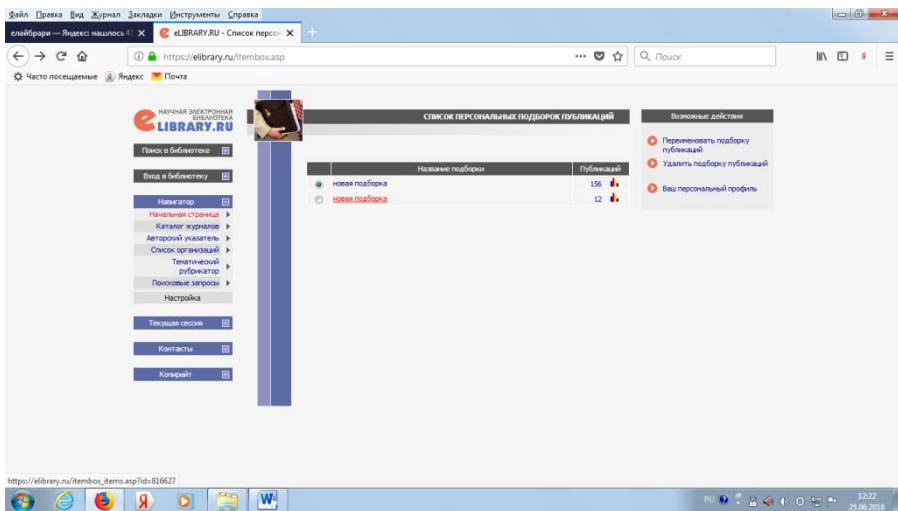 Файл Правка Вид Журнал Закладки Инструменты Справка
елайбрари — Яндекс: нашлось 4
eLIBRARY.RU - Список персон
https://elibrary.ru/itembox.asp
Поиск
Часто посещаемые Яндекс Почта
НАУЧНАЯ ЭЛЕКТРОННАЯ
БИБЛИОТЕКА
LIBRARY.RU
Поиск в библиотеке
Вход в библиотеку
Навигатор
Начальная страница
Каталог журналов
Авторский указатель
Список организаций
Тематический
рубрикатор
Поисковые запросы
Настройка
Текущая сессия
Контакты
Копирайт
СПИСОК ПЕРСОНАЛЬНЫХ ПОДБОРОК ПУБЛИКАЦИЙ
Название подборки Публикаций
новая подборка 156
новая подборка 12
Возможные действия
Переименовать подборку
публикаций
Удалить подборку публикаций
Ваш персональный профиль
https://elibrary.ru/itembox_items.asp?id=816627
RU
12:22
25.06.2018